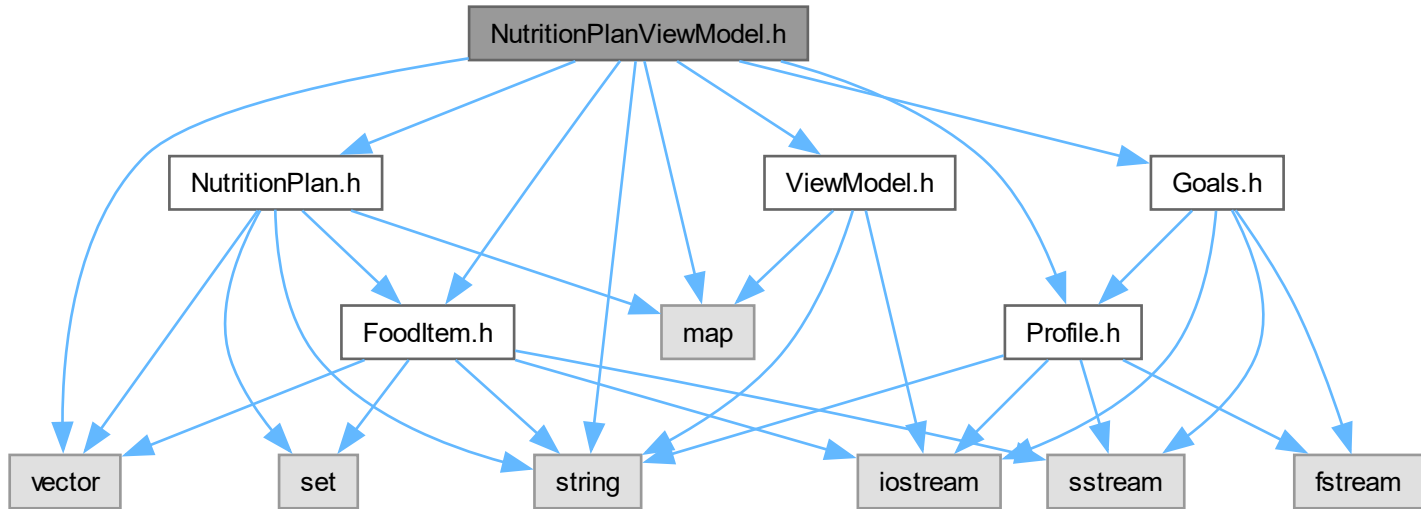 NutritionPlanViewModel.h
NutritionPlan.h
ViewModel.h
Goals.h
FoodItem.h
map
Profile.h
vector
set
string
iostream
sstream
fstream